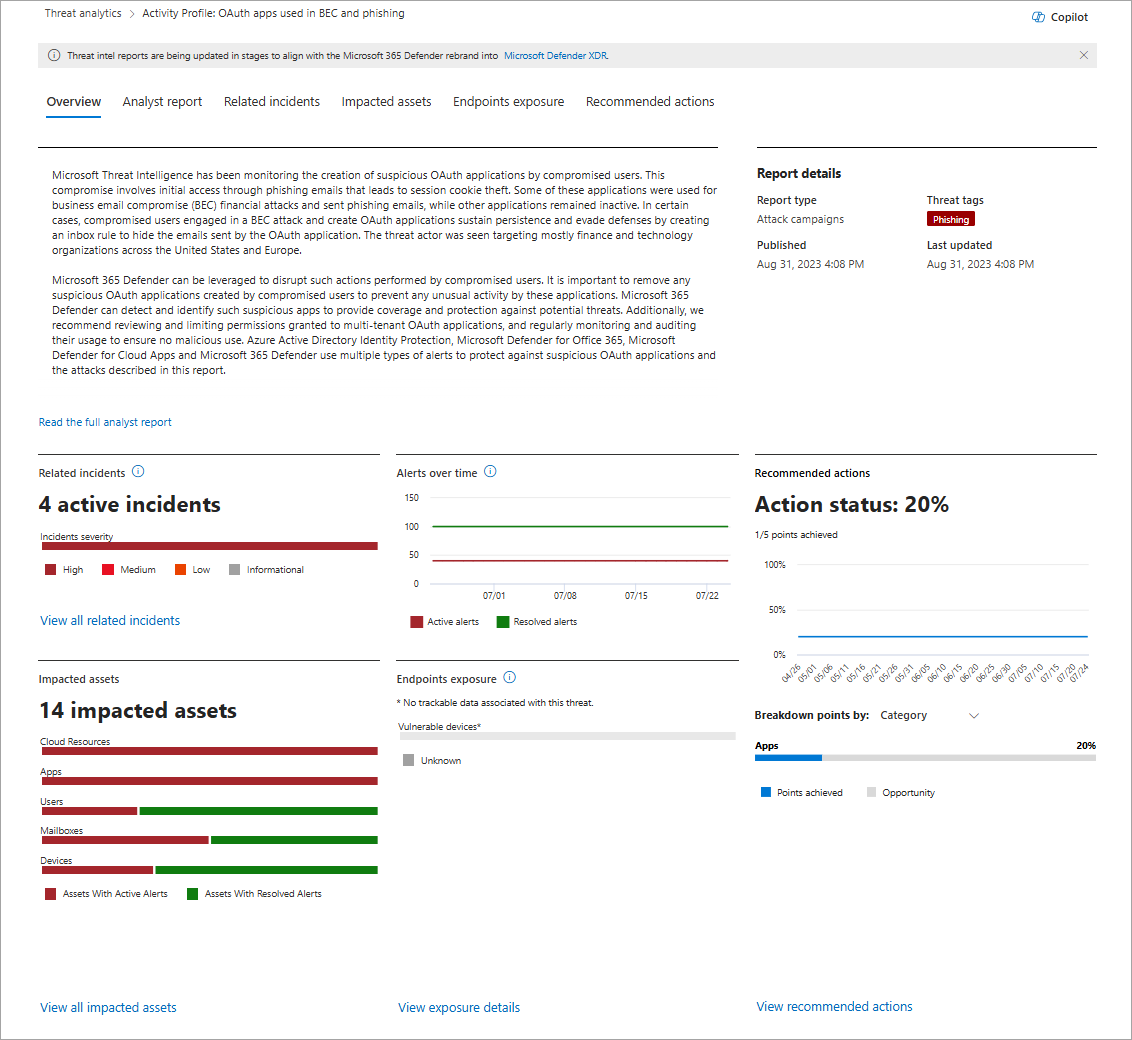 Threat analytics > Activity Profile: OAuth apps used in BEC and phishing
Copilot
Threat intel reports are being updated in stages to align with the Microsoft 365 Defender rebrand into Microsoft Defender XDR.
Overview
Analyst report
Related incidents
Impacted assets
Endpoints exposure
Recommended actions
Microsoft Threat Intelligence has been monitoring the creation of suspicious OAuth applications by compromised users. This
compromise involves initial access through phishing emails that leads to session cookie theft. Some of these applications were used for
business email compromise (BEC) financial attacks and sent phishing emails, while other applications remained inactive. In certain
cases, compromised users engaged in a BEC attack and create OAuth applications sustain persistence and evade defenses by creating
an inbox rule to hide the emails sent by the OAuth application. The threat actor was seen targeting mostly finance and technology
organizations across the United States and Europe.
Microsoft 365 Defender can be leveraged to disrupt such actions performed by compromised users. It is important to remove any
suspicious OAuth applications created by compromised users to prevent any unusual activity by these applications. Microsoft 365
Defender can detect and identify such suspicious apps to provide coverage and protection against potential threats. Additionally, we
recommend reviewing and limiting permissions granted to multi-tenant OAuth applications, and regularly monitoring and auditing
their usage to ensure no malicious use. Azure Active Directory Identity Protection, Microsoft Defender for Office 365, Microsoft
Defender for Cloud Apps and Microsoft 365 Defender use multiple types of alerts to protect against suspicious OAuth applications and
the attacks described in this report.
Read the full analyst report
Report details
Report type
Threat tags
Attack campaigns
Phishing
Published
Last updated
Aug 31, 2023 4:08 PM
Aug 31, 2023 4:08 PM
Related incidents
4 active incidents
Incidents severity
High
Medium
Low
Informational
View all related incidents
Alerts over time
150
100
50
0
07/01
07/08
07/15
07/22
Active alerts
Resolved alerts
Recommended actions
Action status: 20%
1/5 points achieved
100%
50%
0%
04/26
05/01
05/06
05/11
05/16
05/21
05/26
05/31
06/05
06/10
06/15
06/20
06/25
06/30
07/05
07/10
07/15
07/20
07/24
Breakdown points by: Category
Apps
20%
Points achieved
Opportunity
View recommended actions
Impacted assets
14 impacted assets
Cloud Resources
Apps
Users
Mailboxes
Devices
Assets With Active Alerts
Assets With Resolved Alerts
View all impacted assets
Endpoints exposure
* No trackable data associated with this threat.
Vulnerable devices*
Unknown
View exposure details